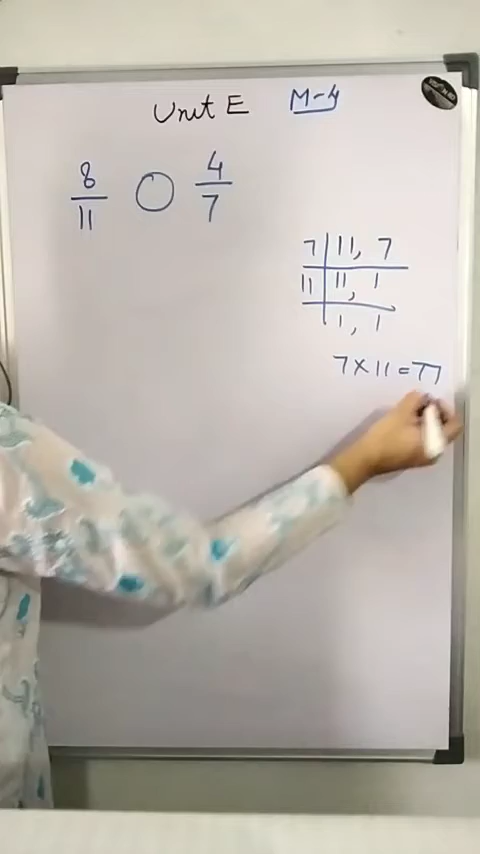 Unit E M-4
8/11 ○ 4/7
7 | 11, 7
11 | 11, 1
1, 1
7 × 11 = 77